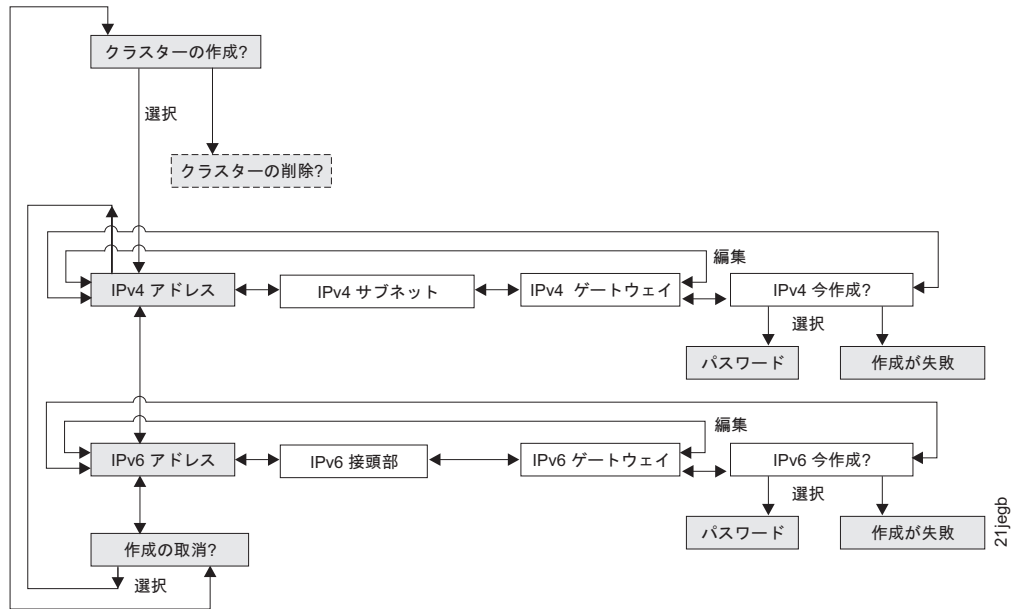 クラスターの作成?
選択
クラスターの削除?
編集
IPv4 アドレス
IPv4 サブネット
IPv4 ゲートウェイ
IPv4 今作成?
選択
パスワード
作成が失敗
編集
IPv6 アドレス
IPv6 接頭部
IPv6 ゲートウェイ
IPv6 今作成?
選択
パスワード
作成が失敗
作成の取消?
選択
21jegb